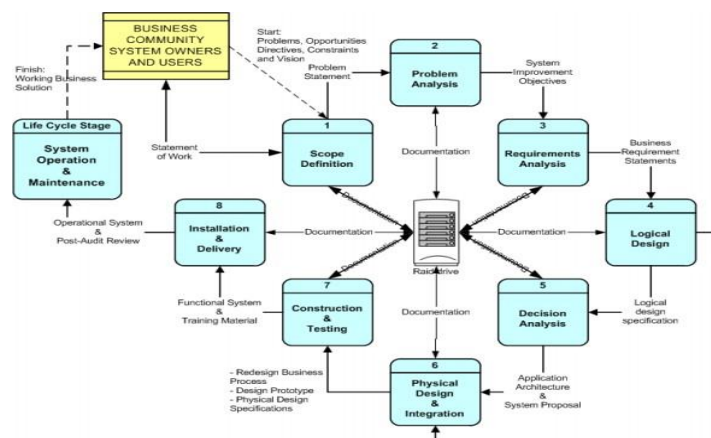 BUSINESS
COMMUNITY
SYSTEM OWNERS
AND USERS
Start:
Problems, Opportunities
Directives, Constraints
and Vision
Problem
Statement
2
Problem
Analysis
System
Improvement
Objectives
Finish:
Working Business
Solution
Life Cycle Stage
System
Operation
&
Maintenance
Statement
of Work
1
Scope
Definition
Documentation
3
Requirements
Analysis
Business
Requirement
Statements
4
Logical
Design
8
Installation
&
Delivery
Operational System
&
Post-Audit Review
Documentation
Documentation
Raid drive
7
Construction
&
Testing
Functional System
&
Training Material
Documentation
5
Decision
Analysis
Logical
design
specification
- Redesign Business
Process
- Design Prototype
- Physical Design
Specifications
6
Physical
Design
&
Integration
Application
Architecture
&
System Proposal